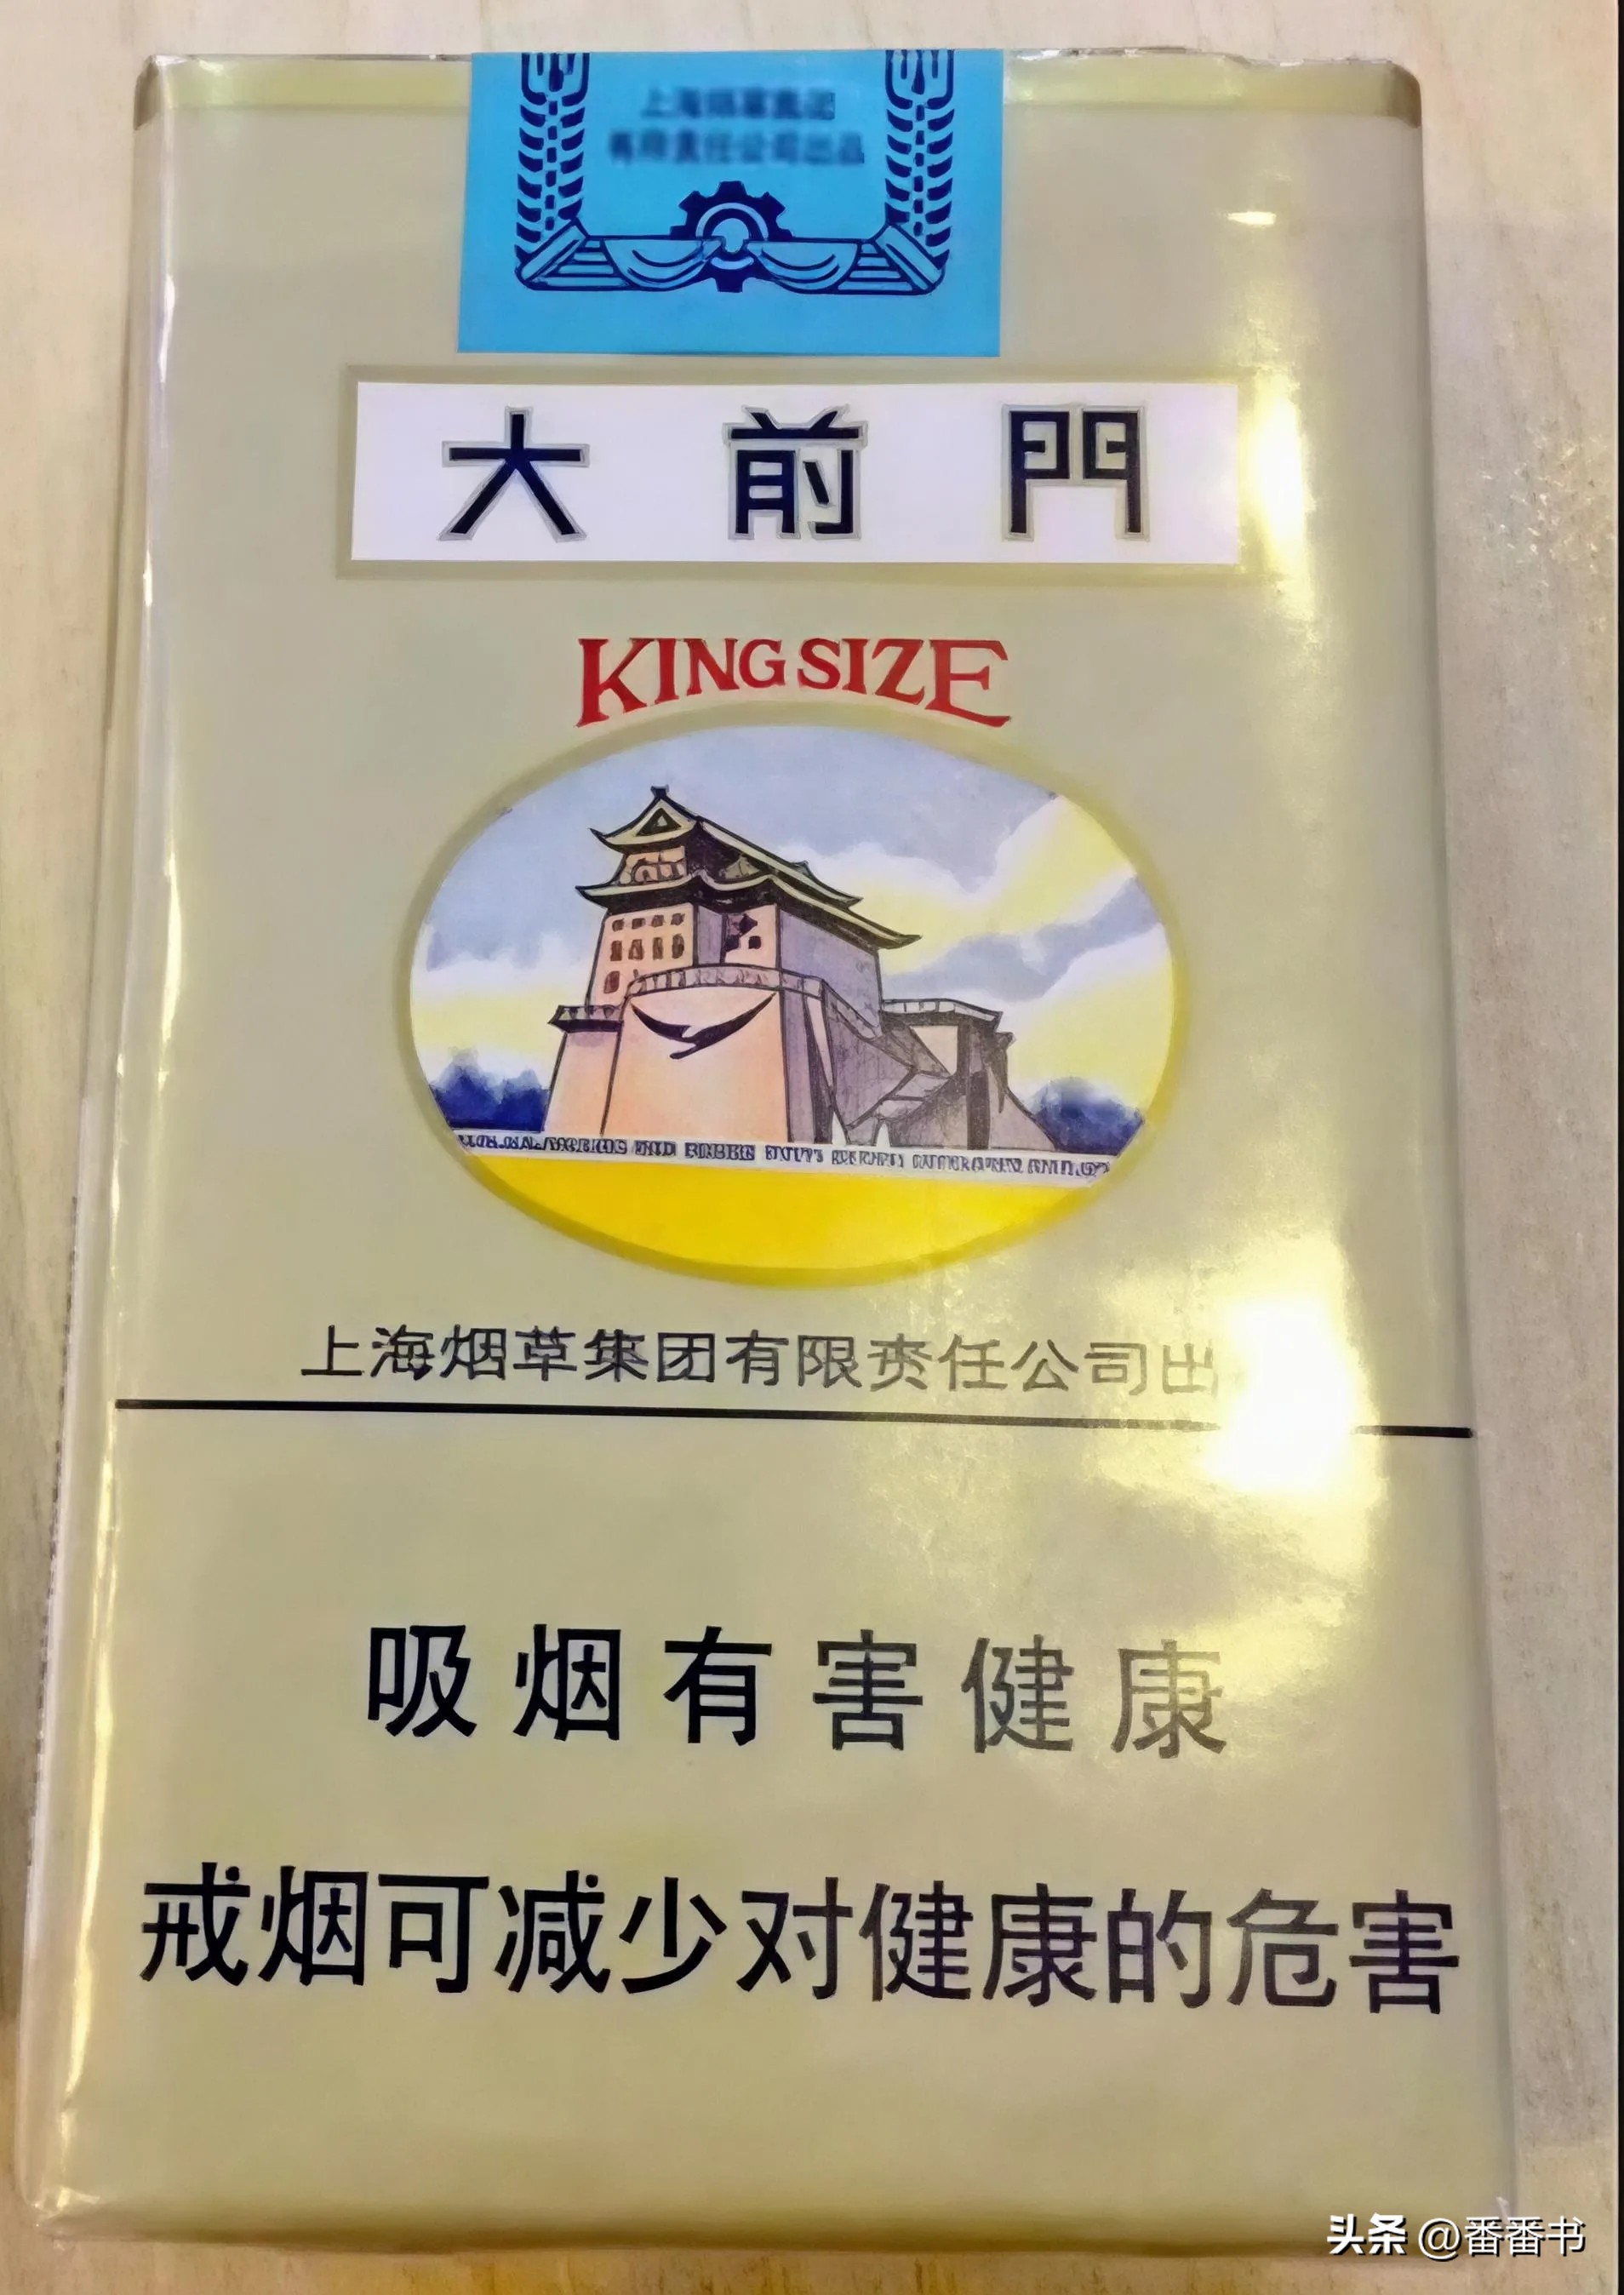 上海烟草集团
有限责任公司出品
大前門
KING SIZE
上海烟草集团有限责任公司出
吸烟有害健康
戒烟可减少对健康的危害
头条 @番番书